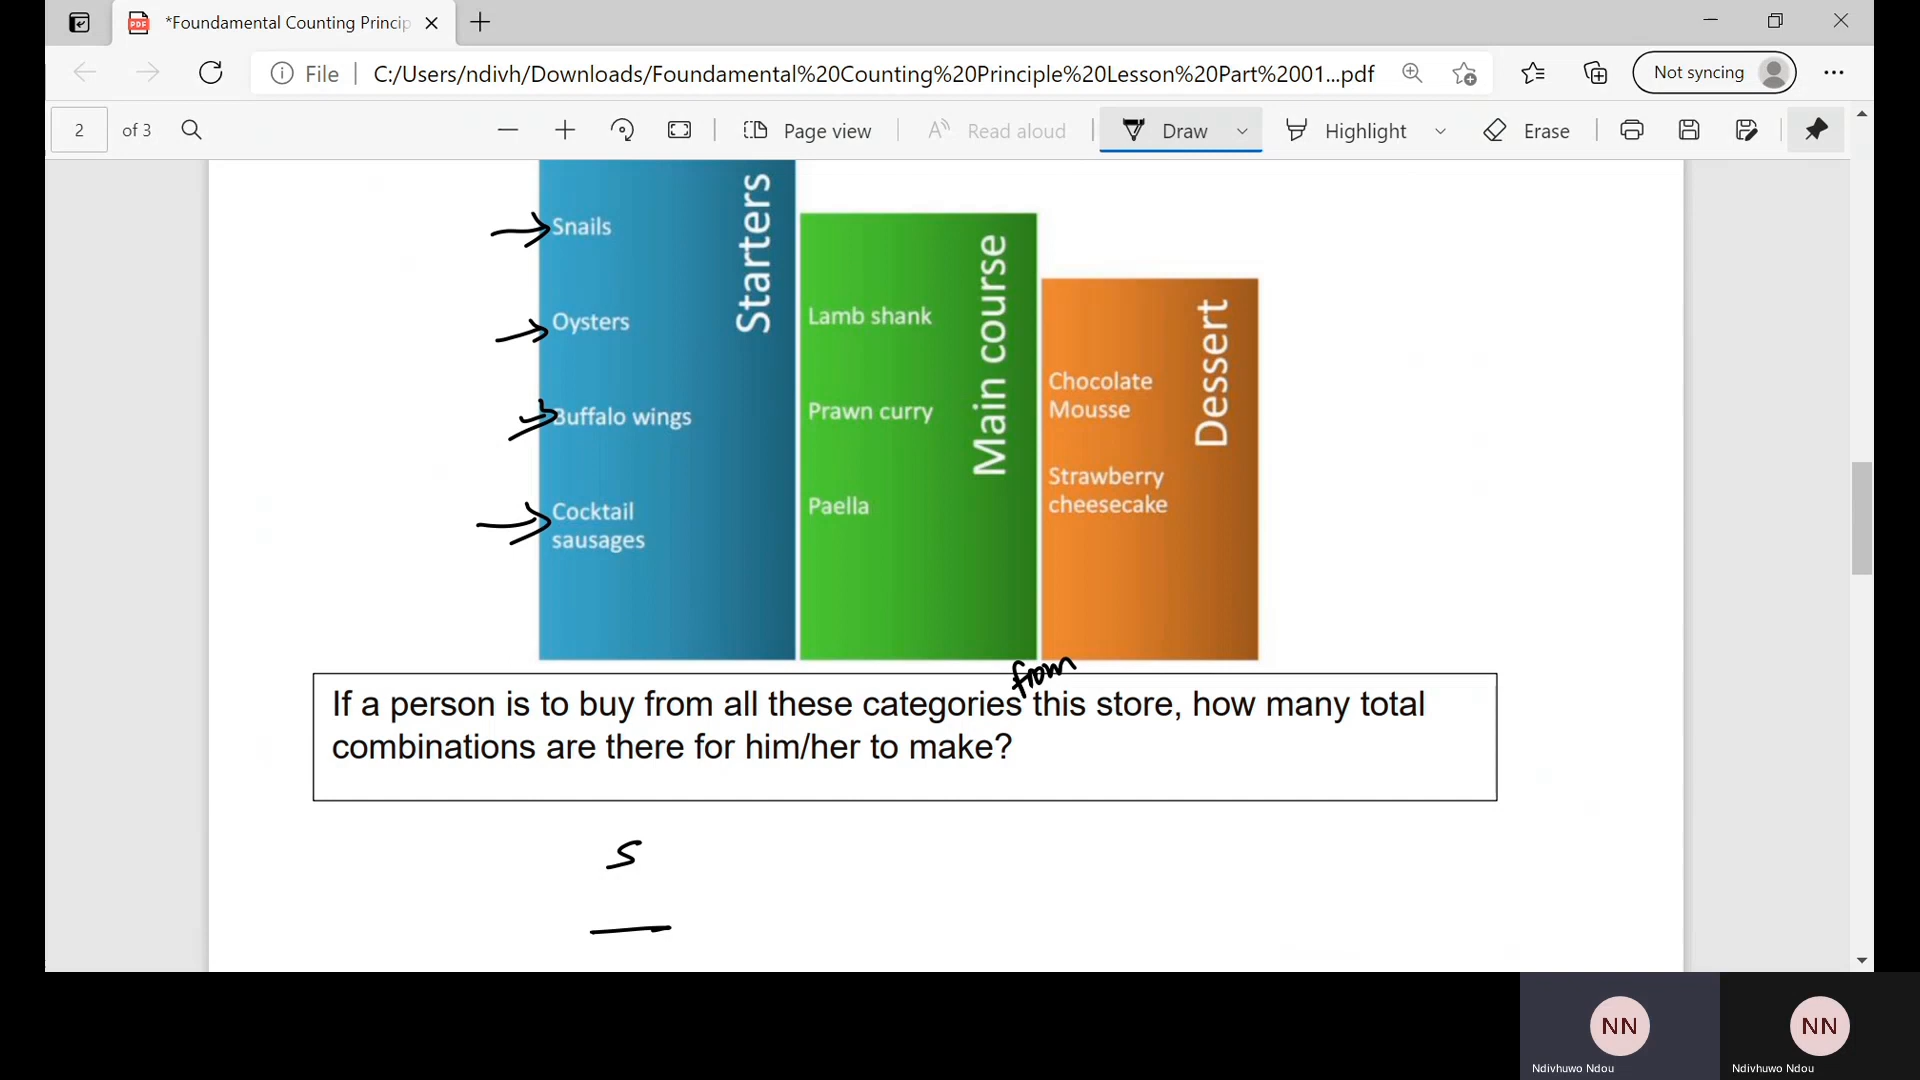 *Foundamental Counting Princip
File
C:/Users/ndivh/Downloads/Foundamental%20Counting%20Principle%20Lesson%20Part%2001...pdf
Not syncing
2
of 3
Page view
Read aloud
Draw
Highlight
Erase
Starters
Snails
Oysters
Buffalo wings
Cocktail
sausages
Main course
Lamb shank
Prawn curry
Paella
Dessert
Chocolate
Mousse
Strawberry
cheesecake
from
If a person is to buy from all these categories this store, how many total
combinations are there for him/her to make?
S
NN
Ndivhuwo Ndou
NN
Ndivhuwo Ndou